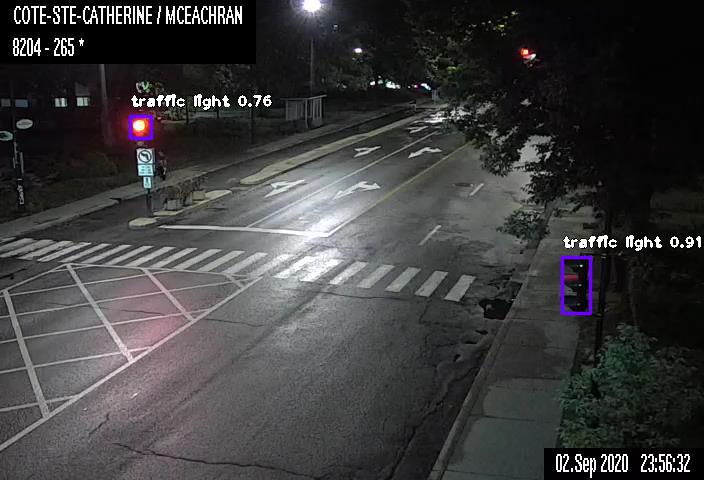 COTE-STE-CATHERINE / MCEACHRAN
8204 - 265 *
traffic light 0.76
traffic light 0.91
02.Sep 2020 23:56:32